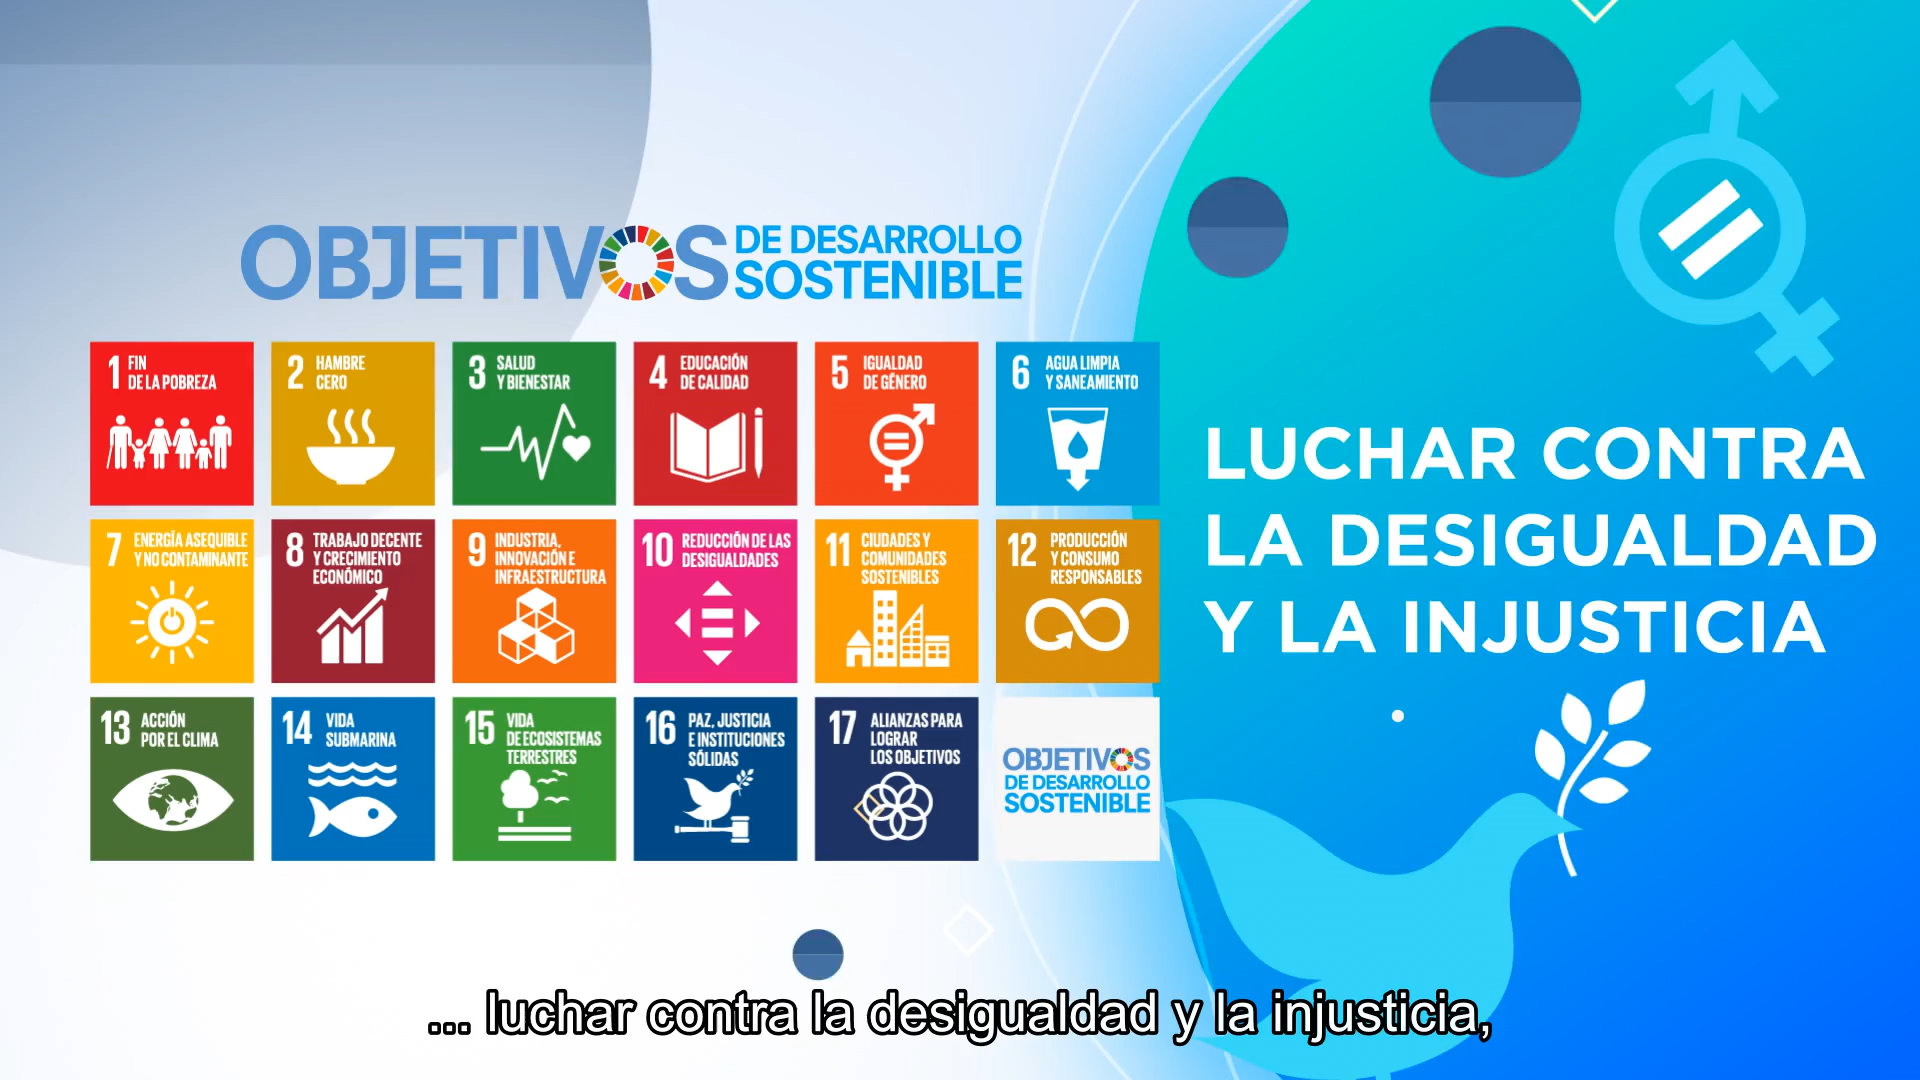 OBJETIVOS DE DESARROLLO
SOSTENIBLE
1 FIN
DE LA POBREZA
2 HAMBRE
CERO
3 SALUD
Y BIENESTAR
4 EDUCACIÓN
DE CALIDAD
5 IGUALDAD
DE GÉNERO
6 AGUA LIMPIA
Y SANEAMIENTO
7 ENERGÍA ASEQUIBLE
Y NO CONTAMINANTE
8 TRABAJO DECENTE
Y CRECIMIENTO
ECONÓMICO
9 INDUSTRIA,
INNOVACIÓN E
INFRAESTRUCTURA
10 REDUCCIÓN DE LAS
DESIGUALDADES
11 CIUDADES Y
COMUNIDADES
SOSTENIBLES
12 PRODUCCIÓN
Y CONSUMO
RESPONSABLES
13 ACCIÓN
POR EL CLIMA
14 VIDA
SUBMARINA
15 VIDA
DE ECOSISTEMAS
TERRESTRES
16 PAZ, JUSTICIA
E INSTITUCIONES
SÓLIDAS
17 ALIANZAS PARA
LOGRAR
LOS OBJETIVOS
OBJETIVOS
DE DESARROLLO
SOSTENIBLE
LUCHAR CONTRA
LA DESIGUALDAD
Y LA INJUSTICIA
... luchar contra la desigualdad y la injusticia,